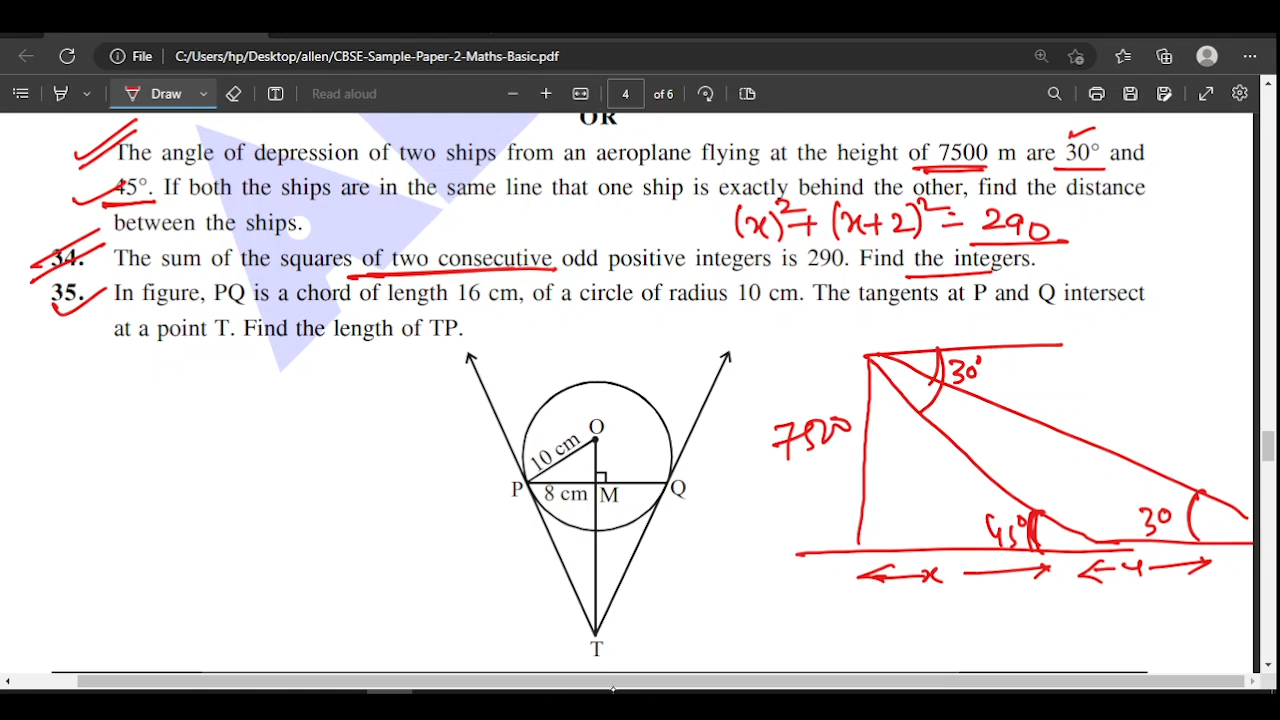 File C:/Users/hp/Desktop/allen/CBSE-Sample-Paper-2-Maths-Basic.pdf
Draw Read aloud 4 of 6
OR
The angle of depression of two ships from an aeroplane flying at the height of 7500 m are 30° and
45°. If both the ships are in the same line that one ship is exactly behind the other, find the distance
between the ships.
(x)² + (x+2)² = 290
34. The sum of the squares of two consecutive odd positive integers is 290. Find the integers.
35. In figure, PQ is a chord of length 16 cm, of a circle of radius 10 cm. The tangents at P and Q intersect
at a point T. Find the length of TP.
30°
O
10 cm
P 8 cm M Q
45° 30
x
T